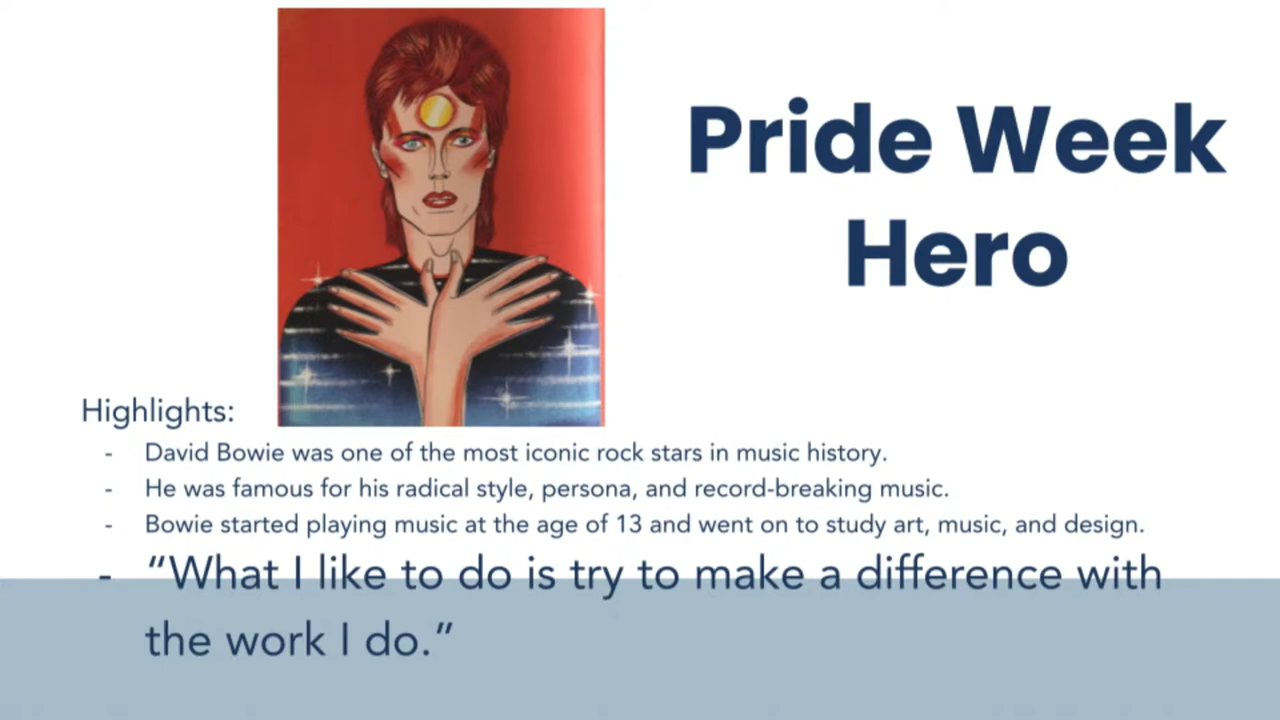 Pride Week
Hero
Highlights:
- David Bowie was one of the most iconic rock stars in music history.
- He was famous for his radical style, persona, and record-breaking music.
- Bowie started playing music at the age of 13 and went on to study art, music, and design.
- “What I like to do is try to make a difference with
the work I do.”